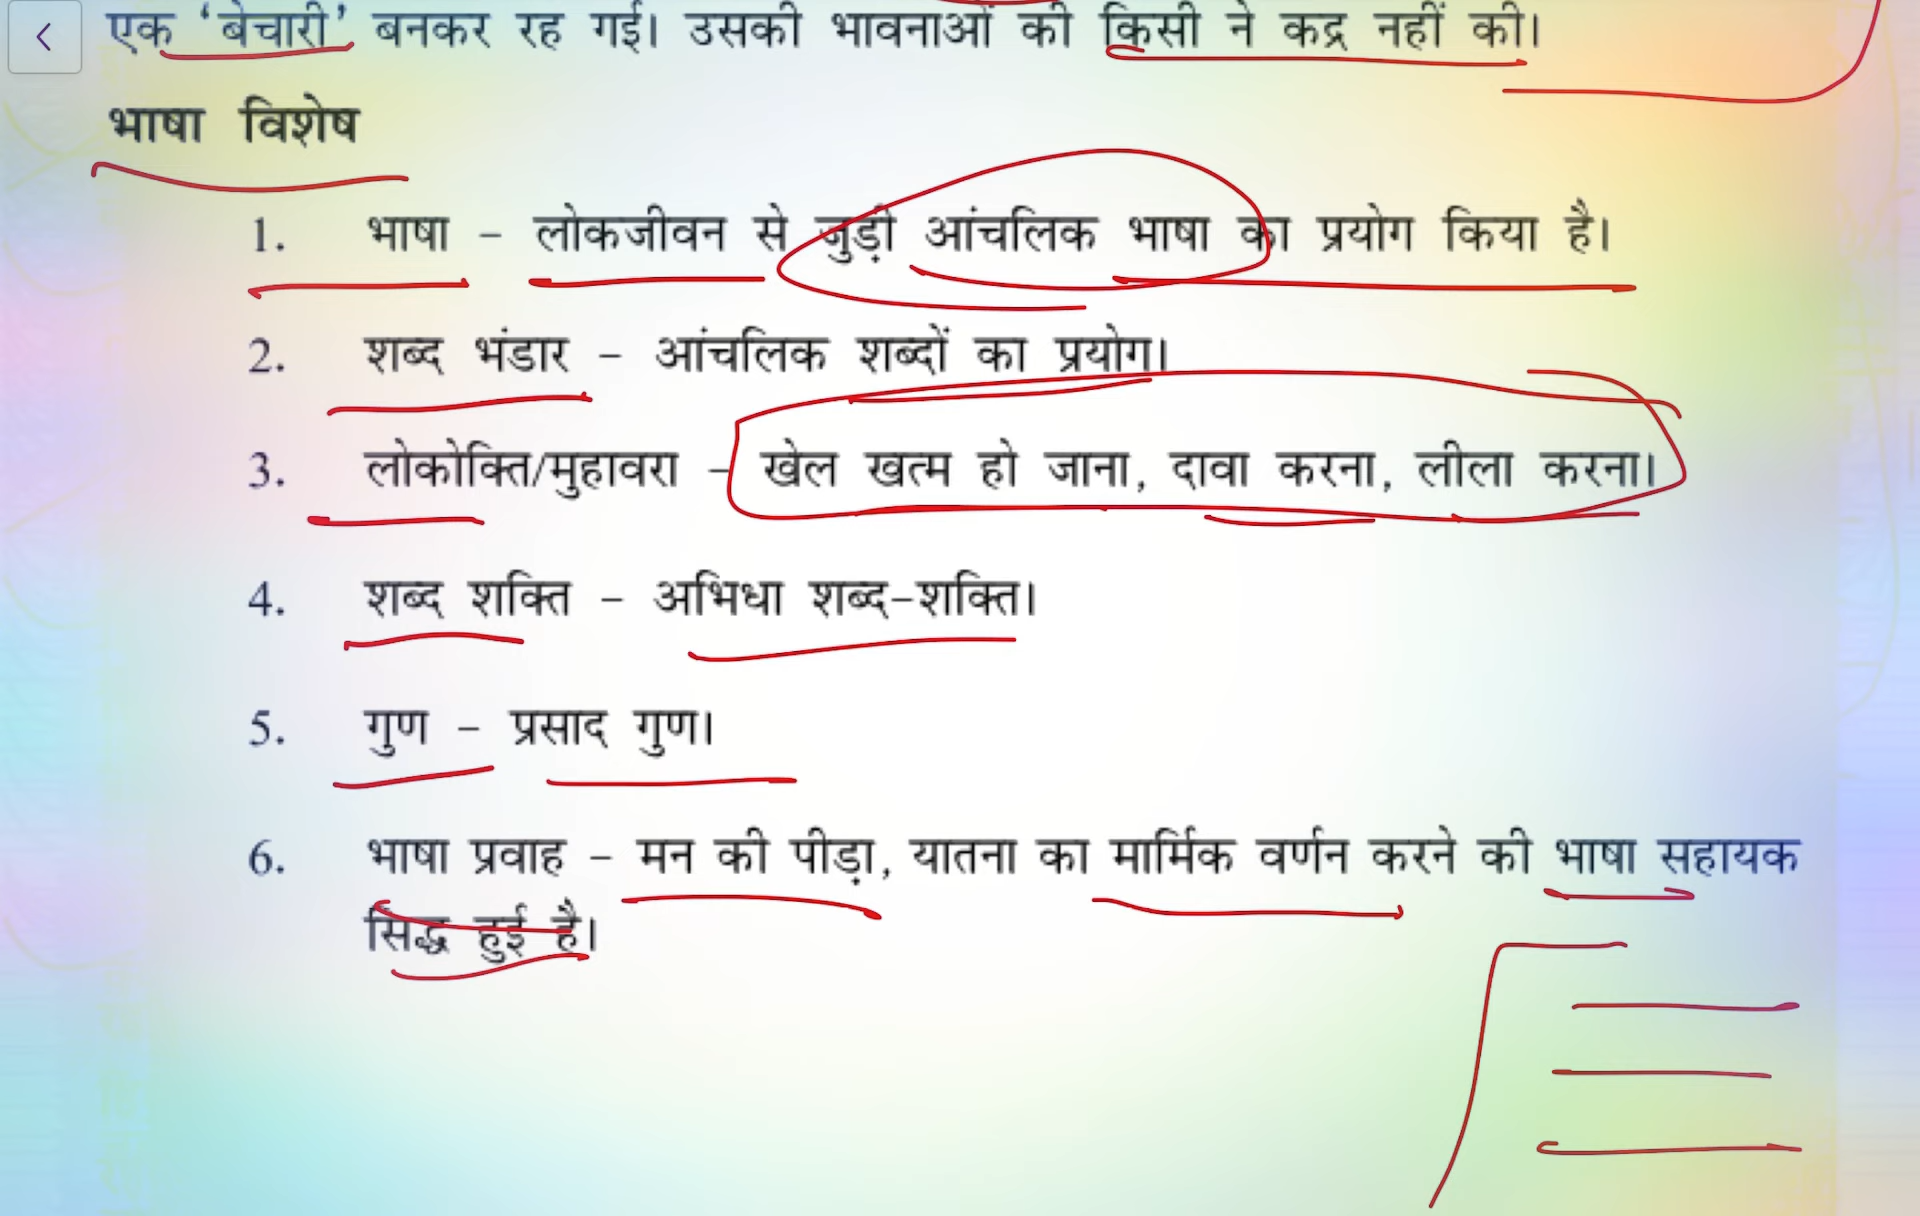 एक ‘बेचारी’ बनकर रह गई। उसकी भावनाओं की किसी ने कद्र नहीं की।
भाषा विशेष
1. भाषा – लोकजीवन से जुड़ी आंचलिक भाषा का प्रयोग किया है।
2. शब्द भंडार – आंचलिक शब्दों का प्रयोग।
3. लोकोक्ति/मुहावरा – खेल खत्म हो जाना, दावा करना, लीला करना।
4. शब्द शक्ति – अभिधा शब्द-शक्ति।
5. गुण – प्रसाद गुण।
6. भाषा प्रवाह – मन की पीड़ा, यातना का मार्मिक वर्णन करने की भाषा सहायक
सिद्ध हुई है।